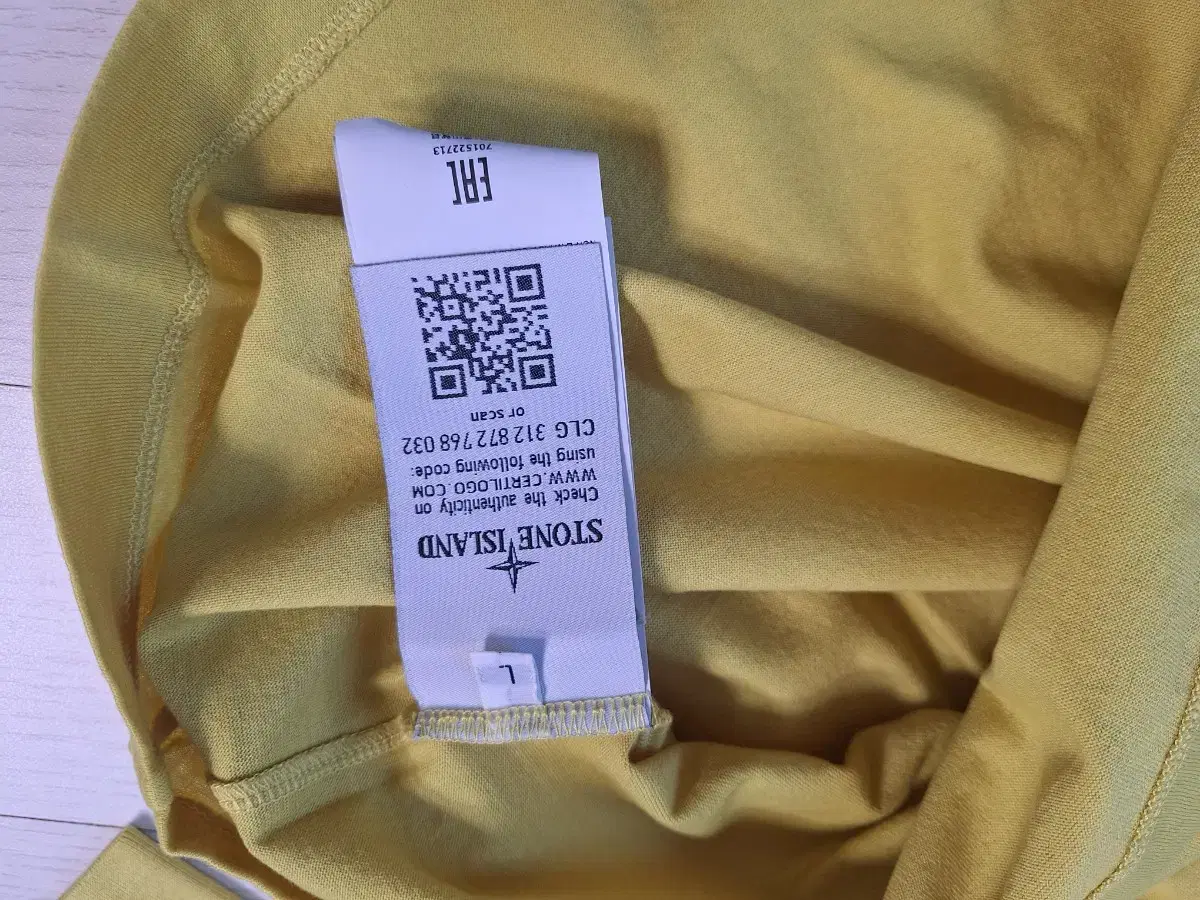 L
STONE ISLAND
Check the authenticity on
WWW.CERTILOGO.COM
using the following code:
CLG 312 872 768 032
or scan
EAC
701522713